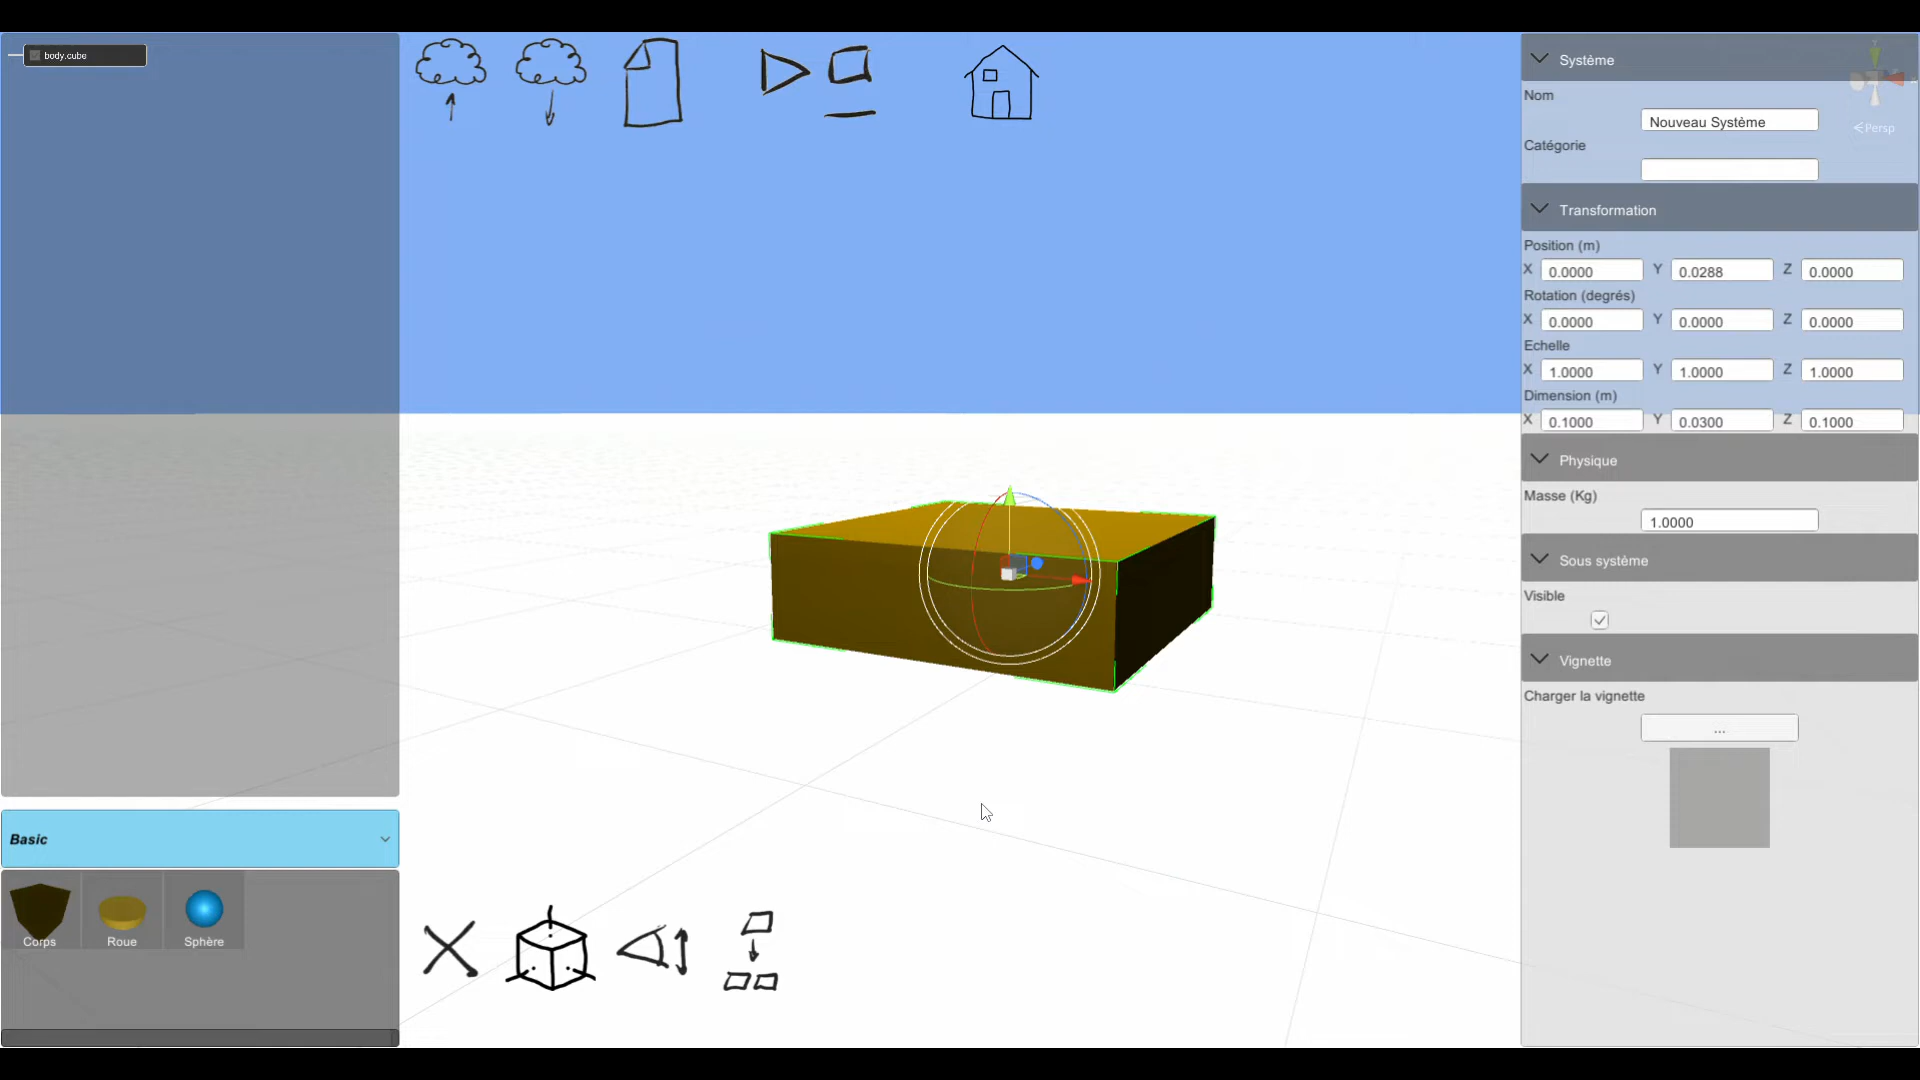 body.cube
Système
Nom
Nouveau Système
Persp
Catégorie
Transformation
Position (m)
X 0.0000 Y 0.0288 Z 0.0000
Rotation (degrés)
X 0.0000 Y 0.0000 Z 0.0000
Echelle
X 1.0000 Y 1.0000 Z 1.0000
Dimension (m)
X 0.1000 Y 0.0300 Z 0.1000
Physique
Masse (Kg)
1.0000
Sous système
Visible
Vignette
Charger la vignette
...
Basic
Corps Roue Sphère